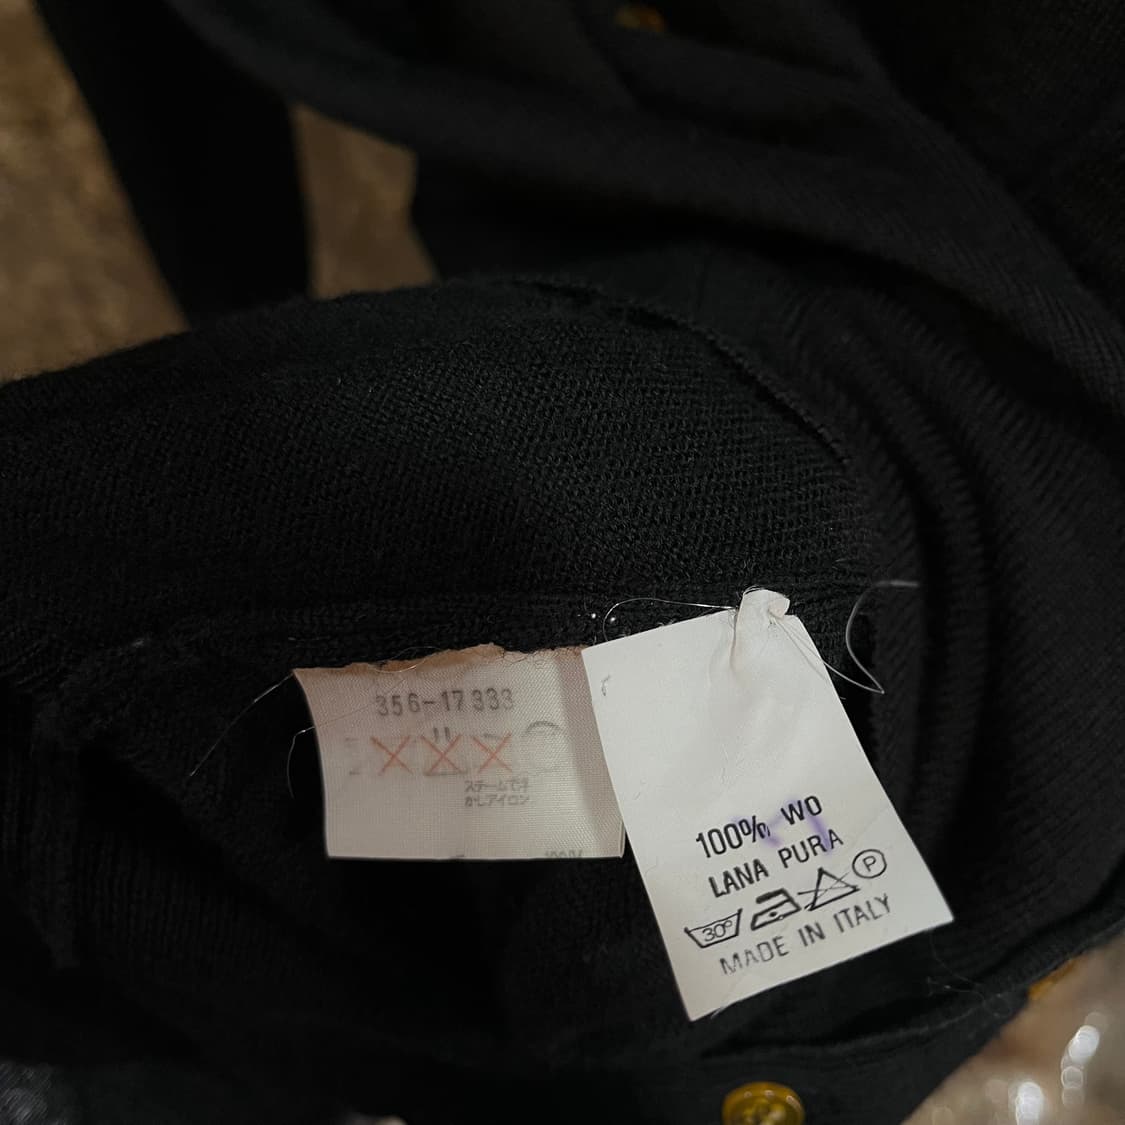 356-17333
スチームで浮
かしアイロン
100% WO
LANA PURA
30° P
MADE IN ITALY